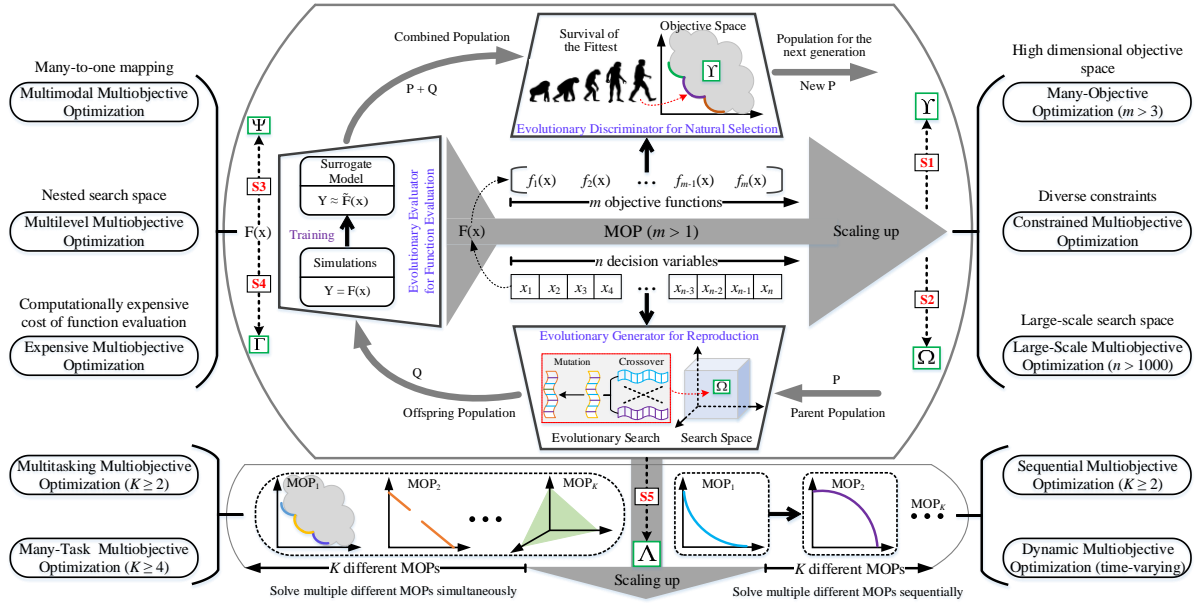 Many-to-one mapping
Multimodal Multiobjective
Optimization
Nested search space
Multilevel Multiobjective
Optimization
Computationally expensive
cost of function evaluation
Expensive Multiobjective
Optimization
Multitasking Multiobjective
Optimization (K ≥ 2)
Many-Task Multiobjective
Optimization (K ≥ 4)
Ψ
S3
F(x)
S4
Γ
Combined Population
P + Q
Survival of
the Fittest
Objective Space
Υ
Evolutionary Discriminator for Natural Selection
Population for the
next generation
New P
Surrogate
Model
Y ≈ F̃(x)
Training
Simulations
Y = F(x)
Evolutionary Evaluator
for Function Evaluation
f₁(x) f₂(x) ••• fₘ₋₁(x) fₘ(x)
m objective functions
F(x)
MOP (m > 1)
Scaling up
n decision variables
x₁ x₂ x₃ x₄ ••• xₙ₋₃ xₙ₋₂ xₙ₋₁ xₙ
Evolutionary Generator for Reproduction
Mutation
Crossover
Ω
Evolutionary Search
Search Space
Q
Offspring Population
P
Parent Population
Υ
S1
S2
Ω
High dimensional objective
space
Many-Objective
Optimization (m > 3)
Diverse constraints
Constrained Multiobjective
Optimization
Large-scale search space
Large-Scale Multiobjective
Optimization (n > 1000)
Sequential Multiobjective
Optimization (K ≥ 2)
Dynamic Multiobjective
Optimization (time-varying)
MOP₁
MOP₂
•••
MOP_K
S5
Λ
MOP₁
MOP₂
MOP_K
•••
K different MOPs
Scaling up
K different MOPs
Solve multiple different MOPs simultaneously
Solve multiple different MOPs sequentially